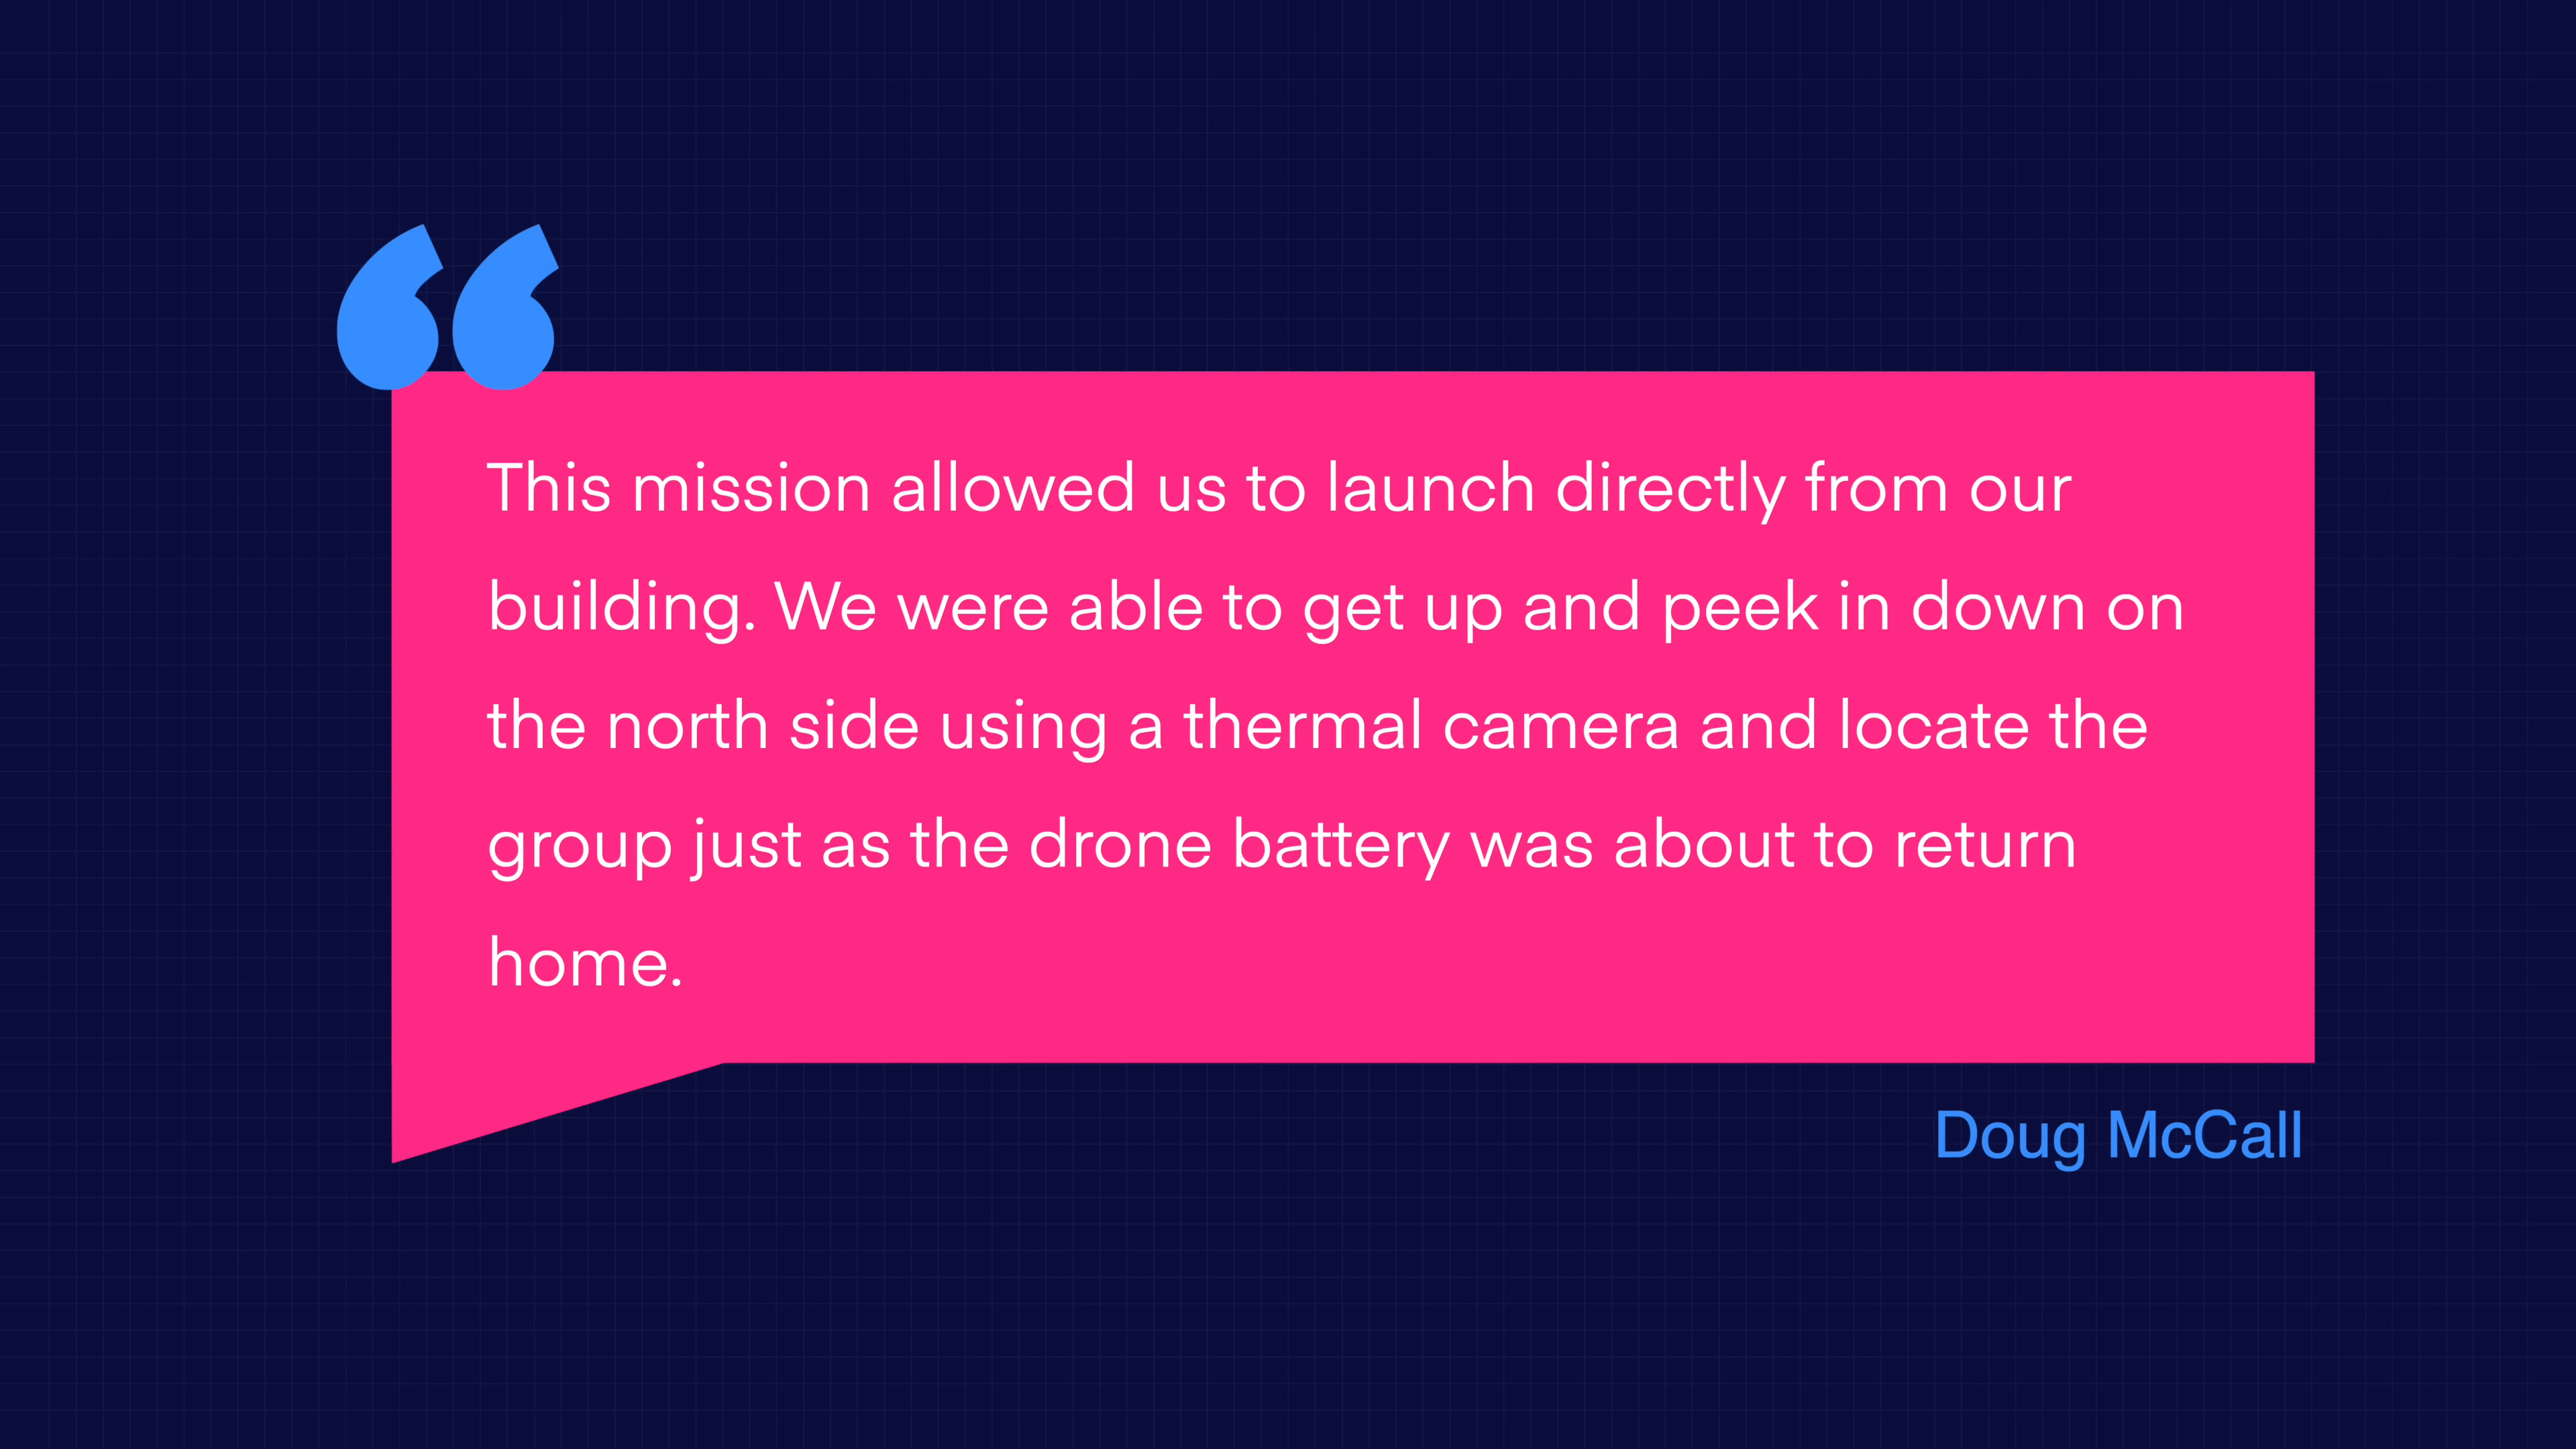 “
This mission allowed us to launch directly from our
building. We were able to get up and peek in down on
the north side using a thermal camera and locate the
group just as the drone battery was about to return
home.
Doug McCall